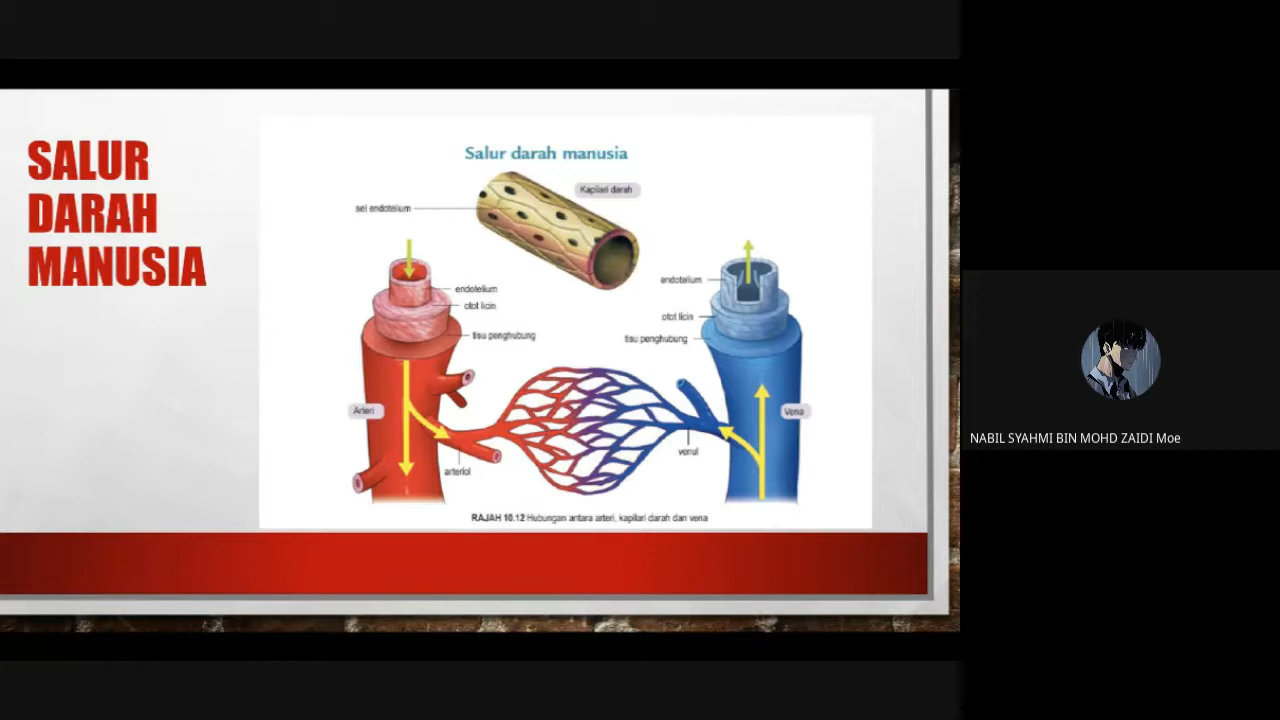 SALUR
DARAH
MANUSIA
Salur darah manusia
Kapilari darah
sel endotelium
endotelium
otot licin
tisu penghubung
endotelium
otot licin
tisu penghubung
Arteri
Vena
arteriol
venul
RAJAH 10.12 Hubungan antara arteri, kapilari darah dan vena
NABIL SYAHMI BIN MOHD ZAIDI Moe